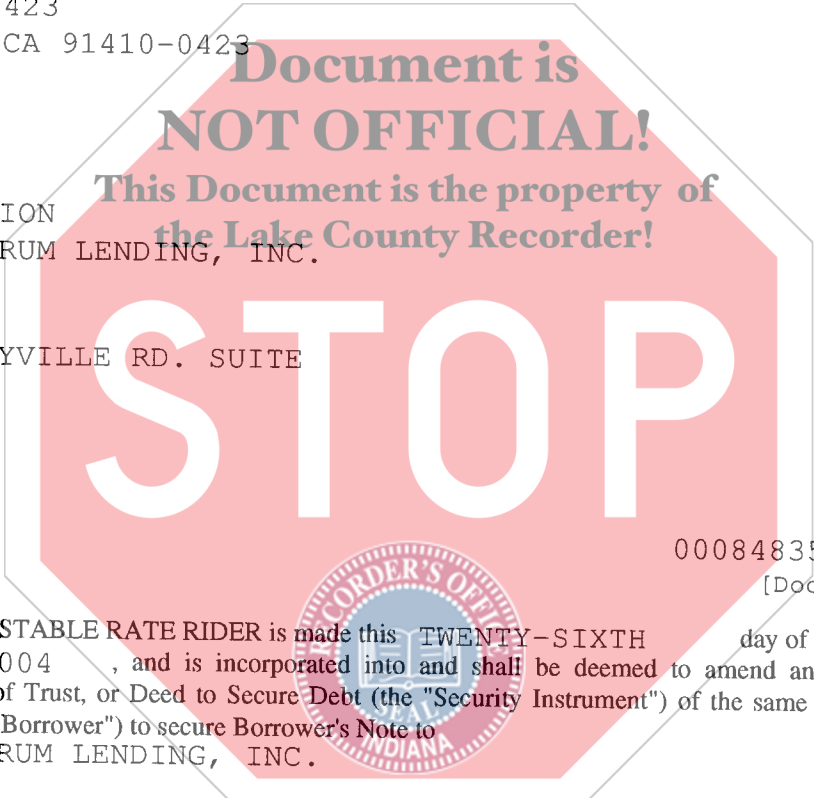 423
CA 91410-0423
Document is
NOT OFFICIAL!
This Document is the property of
the Lake County Recorder!
ION
RUM LENDING, INC.
YVILLE RD. SUITE
STOP
00084835
[Doc
RECORDER'S OFFICE
STABLE RATE RIDER is made this TWENTY-SIXTH day of
004 , and is incorporated into and shall be deemed to amend an
of Trust, or Deed to Secure Debt (the "Security Instrument") of the same
Borrower") to secure Borrower's Note to
RUM LENDING, INC.
SEAL
INDIANA